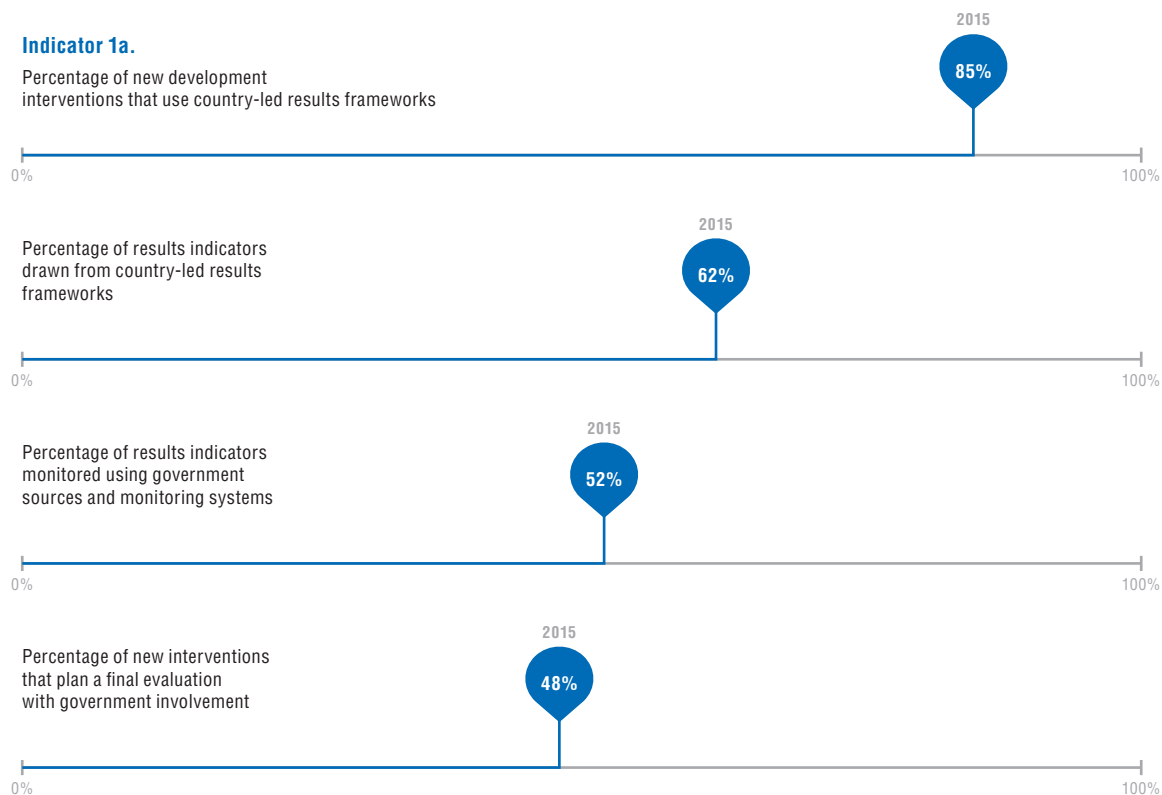 2015
Indicator 1a.
85%
Percentage of new development
interventions that use country-led results frameworks
0%
100%
2015
Percentage of results indicators
drawn from country-led results
frameworks
62%
0%
100%
2015
Percentage of results indicators
monitored using government
sources and monitoring systems
52%
0%
100%
2015
Percentage of new interventions
that plan a final evaluation
with government involvement
48%
0%
100%